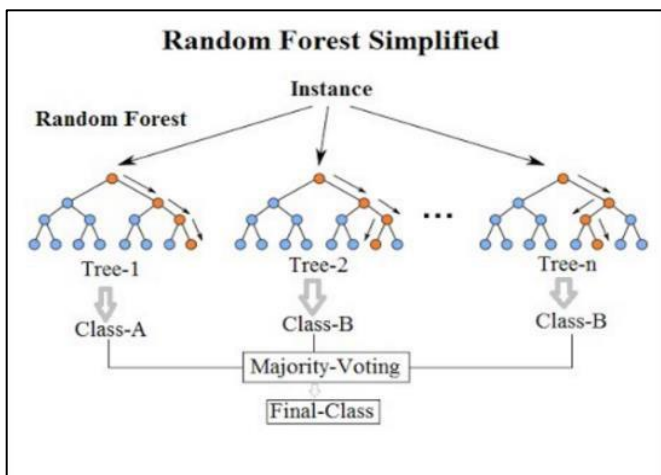 Random Forest Simplified
Instance
Random Forest
...
Tree-1
Tree-2
Tree-n
Class-A
Class-B
Class-B
Majority-Voting
Final-Class